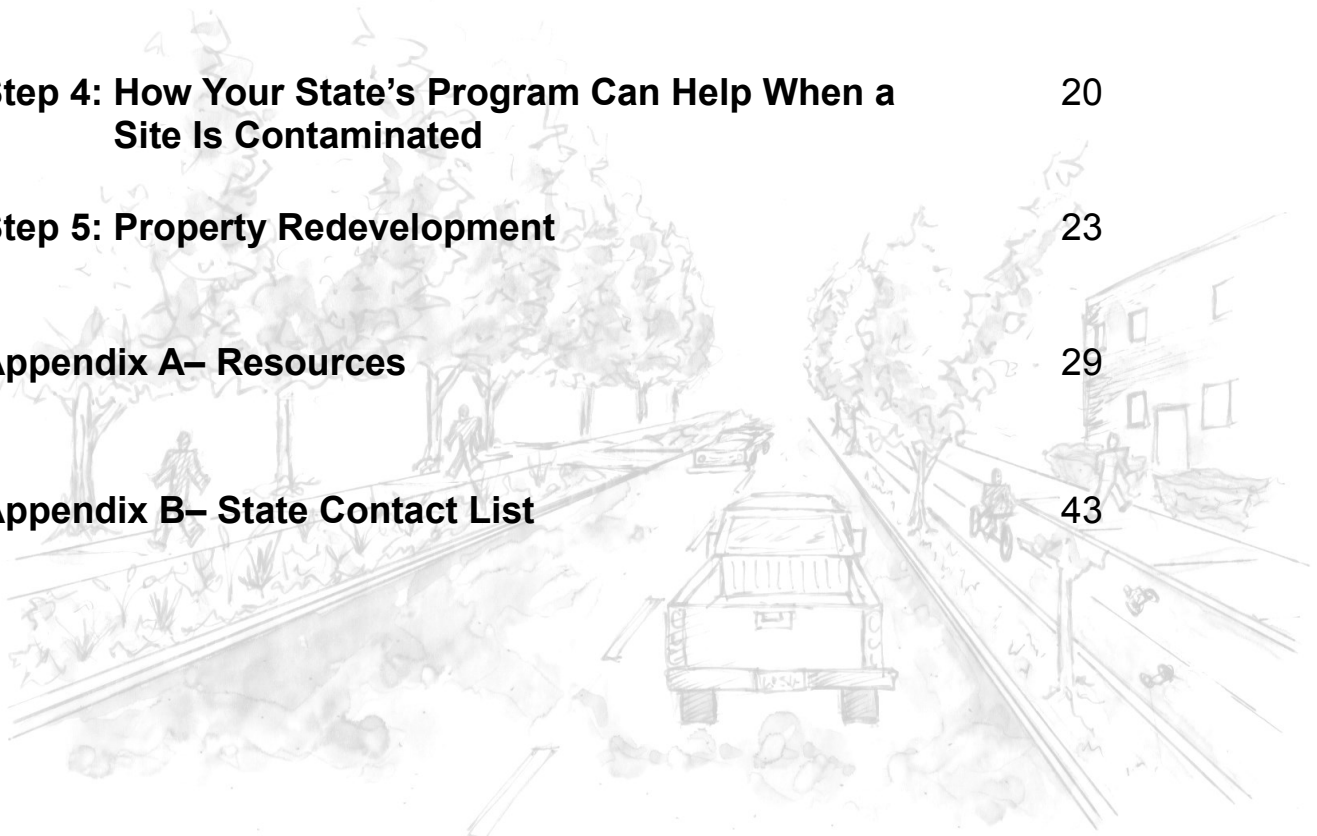 tep 4: How Your State’s Program Can Help When a 20
Site Is Contaminated
tep 5: Property Redevelopment 23
ppendix A– Resources 29
ppendix B– State Contact List 43